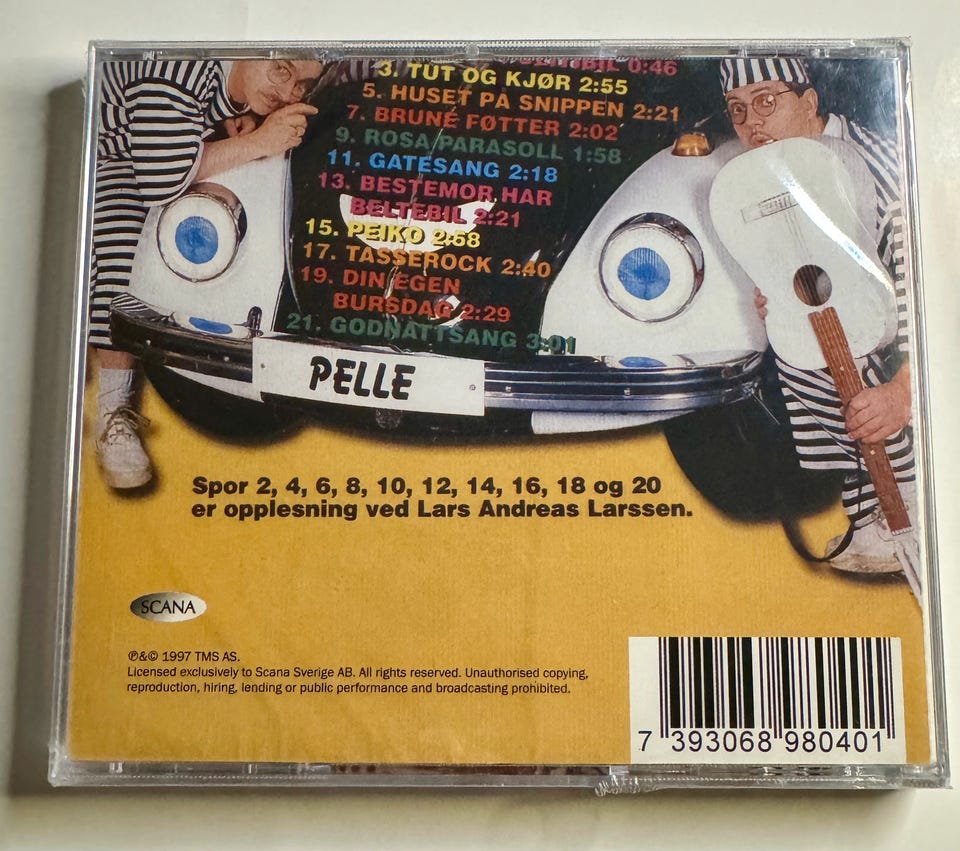 BELTEBIL 0:46
3. TUT OG KJØR 2:55
5. HUSET PÅ SNIPPEN 2:21
7. BRUNE FØTTER 2:02
9. ROSA PARASOLL 1:58
11. GATESANG 2:18
13. BESTEMOR HAR
BELTEBIL 2:21
15. PEIKO 2:58
17. TASSEROCK 2:40
19. DIN EGEN
BURSDAG 2:29
21. GODNATTSANG 3:01
PELLE
Spor 2, 4, 6, 8, 10, 12, 14, 16, 18 og 20
er opplesning ved Lars Andreas Larssen.
SCANA
℗&© 1997 TMS AS.
Licensed exclusively to Scana Sverige AB. All rights reserved. Unauthorised copying,
reproduction, hiring, lending or public performance and broadcasting prohibited.
7 393068 980401